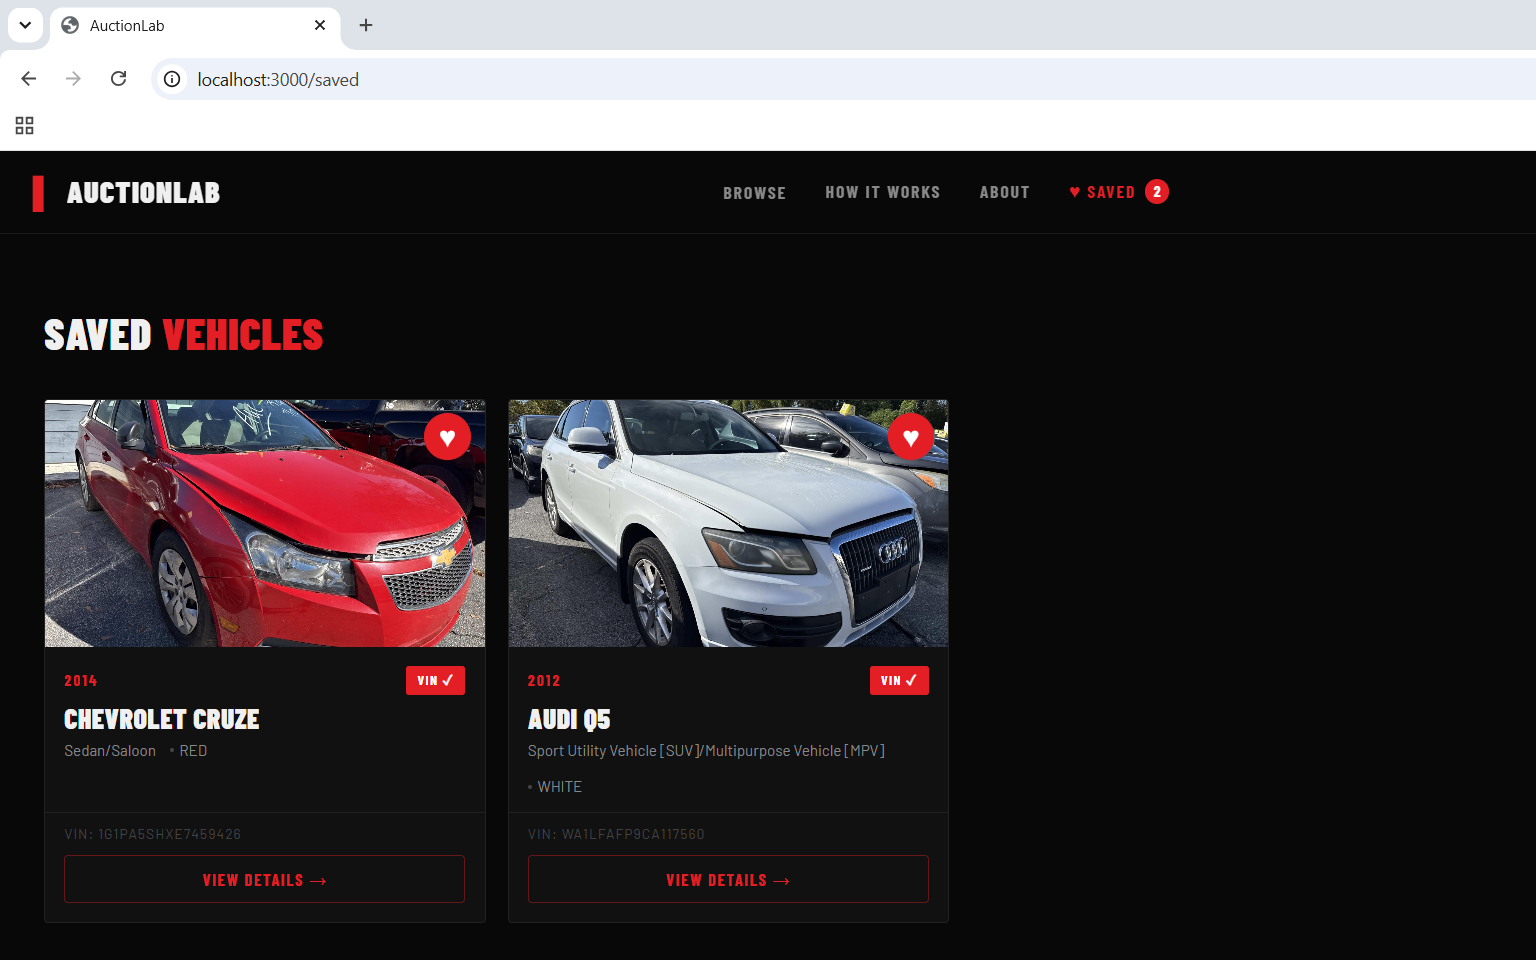 AuctionLab
localhost:3000/saved
AUCTIONLAB
BROWSE
HOW IT WORKS
ABOUT
♥ SAVED 2
SAVED VEHICLES
2014
VIN ✓
CHEVROLET CRUZE
Sedan/Saloon • RED
VIN: 1G1PA5SHXE7459426
VIEW DETAILS →
2012
VIN ✓
AUDI Q5
Sport Utility Vehicle [SUV]/Multipurpose Vehicle [MPV]
• WHITE
VIN: WA1LFAFP9CA117560
VIEW DETAILS →